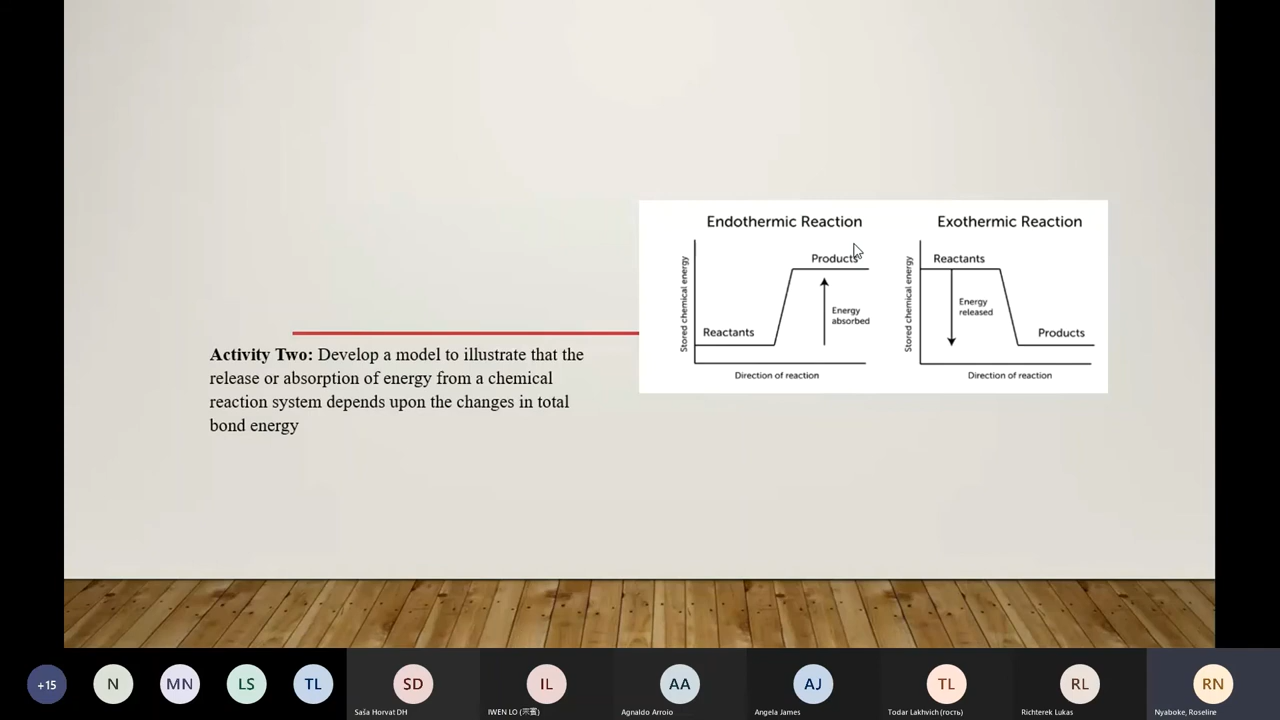 Endothermic Reaction
Stored chemical energy
Products
Energy
absorbed
Reactants
Direction of reaction
Exothermic Reaction
Stored chemical energy
Reactants
Energy
released
Products
Direction of reaction
Activity Two: Develop a model to illustrate that the
release or absorption of energy from a chemical
reaction system depends upon the changes in total
bond energy
+15
N
MN
LS
TL
SD
Saša Horvat DH
IL
IWEN LO (宗賓)
AA
Agnaldo Arroio
AJ
Angela James
TL
Todar Lakhvich (гость)
RL
Richterek Lukas
RN
Nyaboke, Roseline